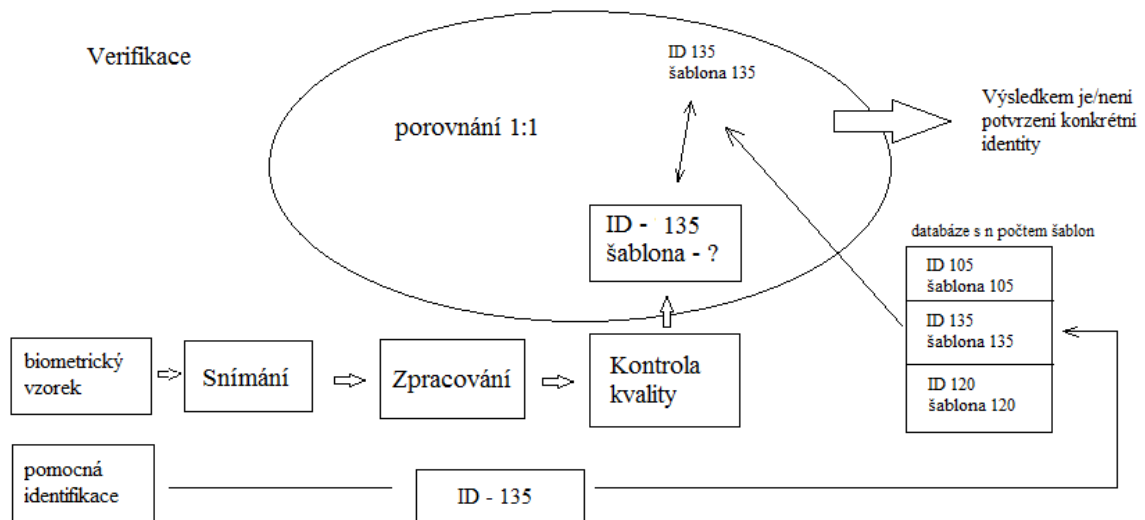 Verifikace
ID 135
šablona 135
porovnání 1:1
Výsledkem je/není
potvrzeni konkrétni
identity
ID - 135
šablona - ?
databáze s n počtem šablon
ID 105
šablona 105
ID 135
šablona 135
ID 120
šablona 120
biometrický
vzorek
Snímání
Zpracování
Kontrola
kvality
pomocná
identifikace
ID - 135